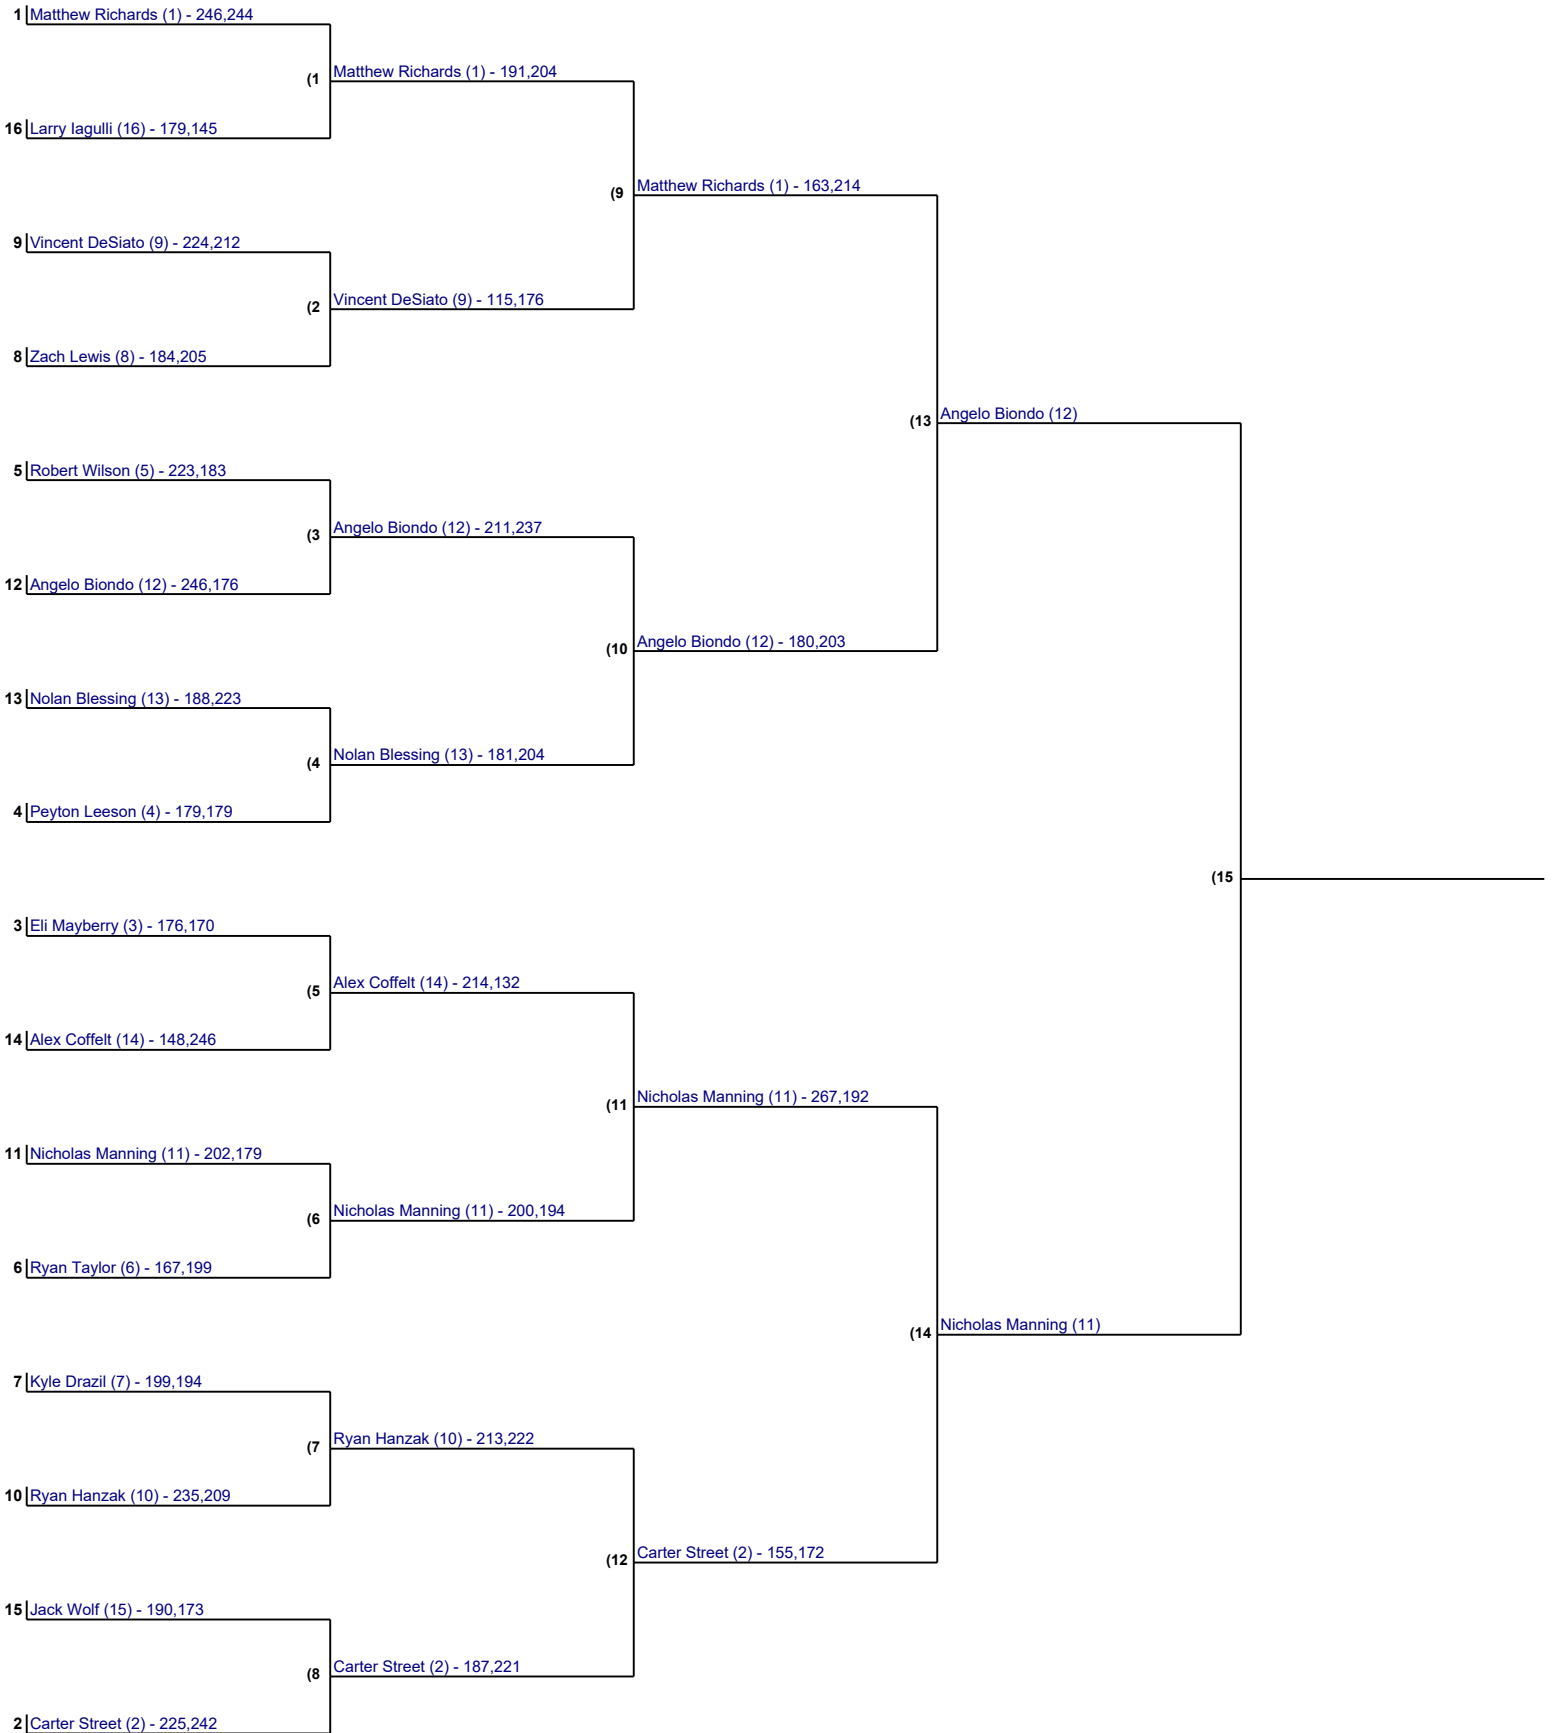 1 Matthew Richards (1) - 246,244
(1 Matthew Richards (1) - 191,204
16 Larry Iagulli (16) - 179,145
(9 Matthew Richards (1) - 163,214
9 Vincent DeSiato (9) - 224,212
(2 Vincent DeSiato (9) - 115,176
8 Zach Lewis (8) - 184,205
(13 Angelo Biondo (12)
5 Robert Wilson (5) - 223,183
(3 Angelo Biondo (12) - 211,237
12 Angelo Biondo (12) - 246,176
(10 Angelo Biondo (12) - 180,203
13 Nolan Blessing (13) - 188,223
(4 Nolan Blessing (13) - 181,204
4 Peyton Leeson (4) - 179,179
(15
3 Eli Mayberry (3) - 176,170
(5 Alex Coffelt (14) - 214,132
14 Alex Coffelt (14) - 148,246
(11 Nicholas Manning (11) - 267,192
11 Nicholas Manning (11) - 202,179
(6 Nicholas Manning (11) - 200,194
6 Ryan Taylor (6) - 167,199
(14 Nicholas Manning (11)
7 Kyle Drazil (7) - 199,194
(7 Ryan Hanzak (10) - 213,222
10 Ryan Hanzak (10) - 235,209
(12 Carter Street (2) - 155,172
15 Jack Wolf (15) - 190,173
(8 Carter Street (2) - 187,221
2 Carter Street (2) - 225,242